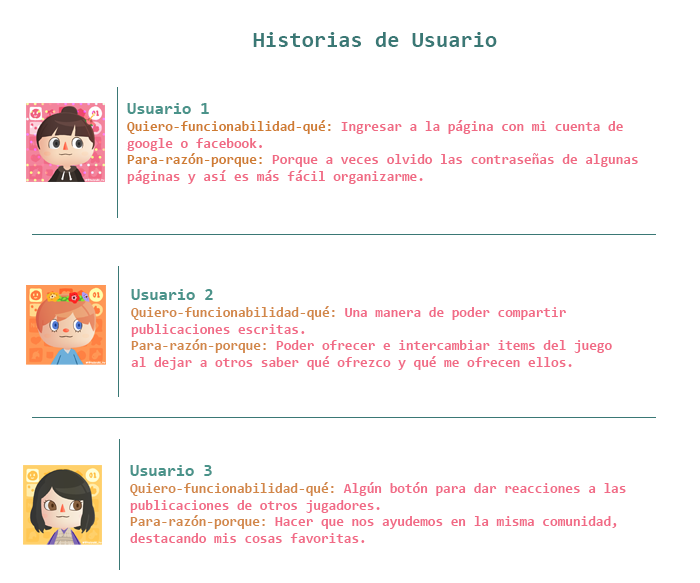 Historias de Usuario
01
Usuario 1
Quiero-funcionabilidad-qué: Ingresar a la página con mi cuenta de
google o facebook.
Para-razón-porque: Porque a veces olvido las contraseñas de algunas
páginas y así es más fácil organizarme.
01
Usuario 2
Quiero-funcionabilidad-qué: Una manera de poder compartir
publicaciones escritas.
Para-razón-porque: Poder ofrecer e intercambiar items del juego
al dejar a otros saber qué ofrezco y qué me ofrecen ellos.
01
Usuario 3
Quiero-funcionabilidad-qué: Algún botón para dar reacciones a las
publicaciones de otros jugadores.
Para-razón-porque: Hacer que nos ayudemos en la misma comunidad,
destacando mis cosas favoritas.